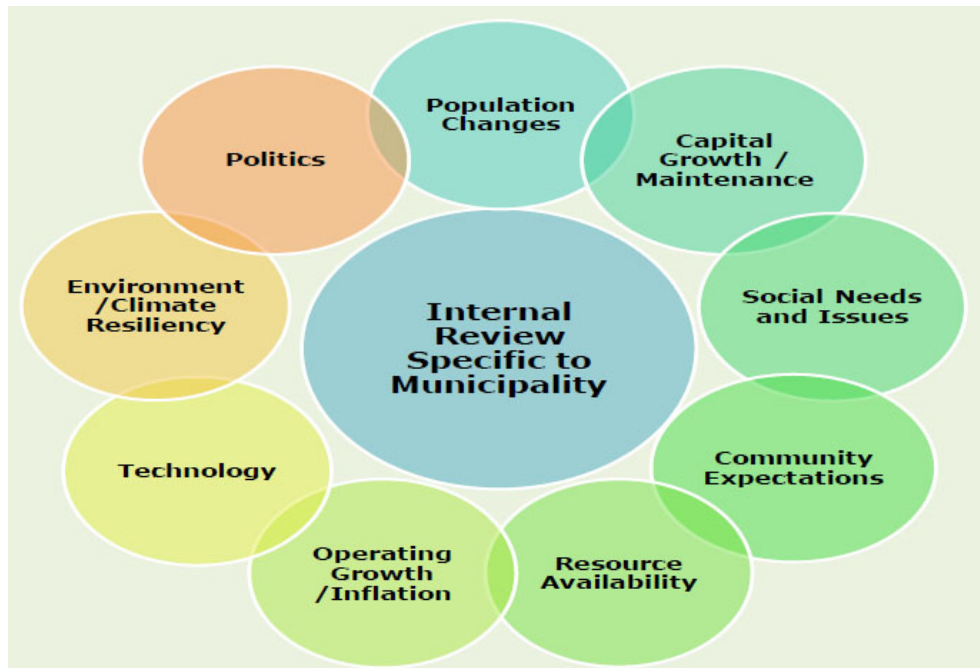 Population
Changes
Capital
Growth /
Maintenance
Social Needs
and Issues
Community
Expectations
Resource
Availability
Operating
Growth
/Inflation
Technology
Environment
/Climate
Resiliency
Politics
Internal
Review
Specific to
Municipality